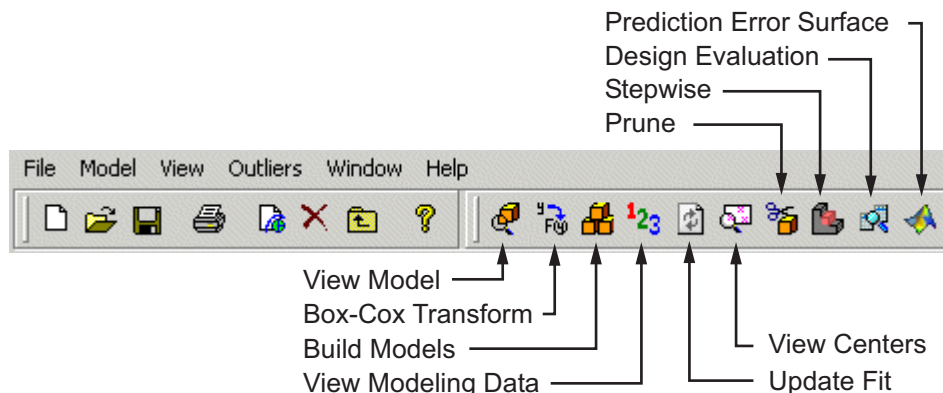 Prediction Error Surface
Design Evaluation
Stepwise
Prune
File Model View Outliers Window Help
View Model
Box-Cox Transform
Build Models
View Modeling Data
View Centers
Update Fit